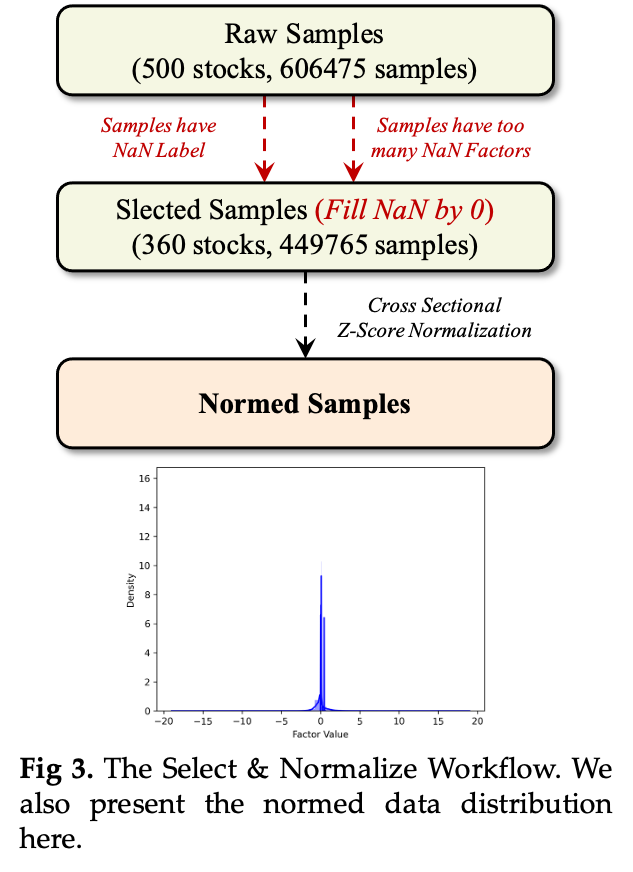 Raw Samples
(500 stocks, 606475 samples)
Samples have
NaN Label
Samples have too
many NaN Factors
Slected Samples (Fill NaN by 0)
(360 stocks, 449765 samples)
Cross Sectional
Z-Score Normalization
Normed Samples
16
14
12
10
8
6
4
2
0
Density
−20 −15 −10 −5 0 5 10 15 20
Factor Value
Fig 3. The Select & Normalize Workflow. We
also present the normed data distribution
here.